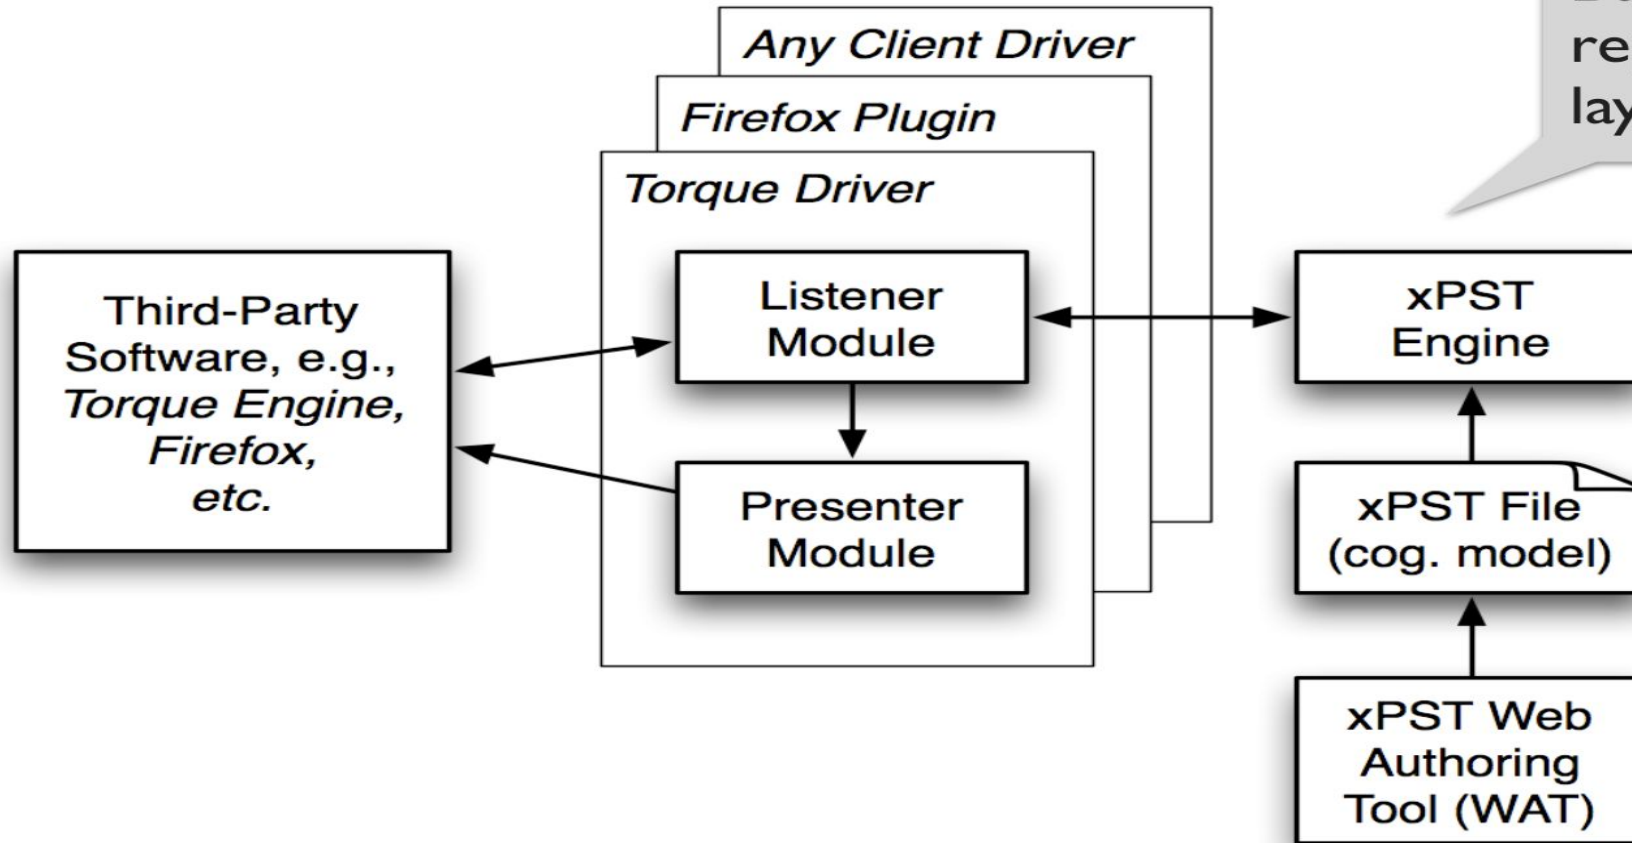 Any Client Driver
Firefox Plugin
Torque Driver
Third-Party
Software, e.g.,
Torque Engine,
Firefox,
etc.
Listener
Module
Presenter
Module
xPST
Engine
xPST File
(cog. model)
xPST Web
Authoring
Tool (WAT)